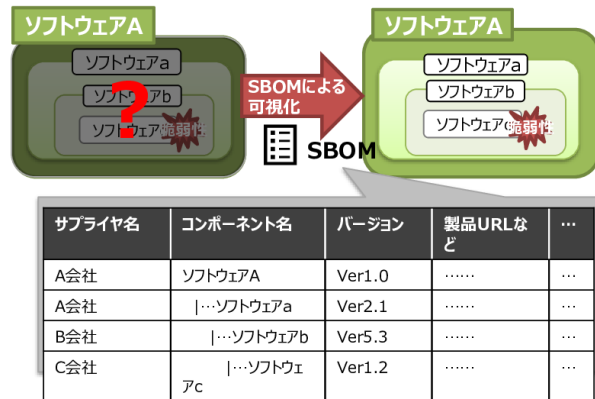 ソフトウェアA
ソフトウェアa
ソフトウェアb
?
ソフトウェア
脆弱性
SBOMによる
可視化
SBOM
ソフトウェアA
ソフトウェアa
ソフトウェアb
ソフトウェアc
脆弱性
サプライヤ名 コンポーネント名 バージョン 製品URLな
ど
…
A会社 ソフトウェアA Ver1.0 …… …
A会社 |…ソフトウェアa Ver2.1 …… …
B会社 |…ソフトウェアb Ver5.3 …… …
C会社 |…ソフトウェ
アc
Ver1.2 …… …